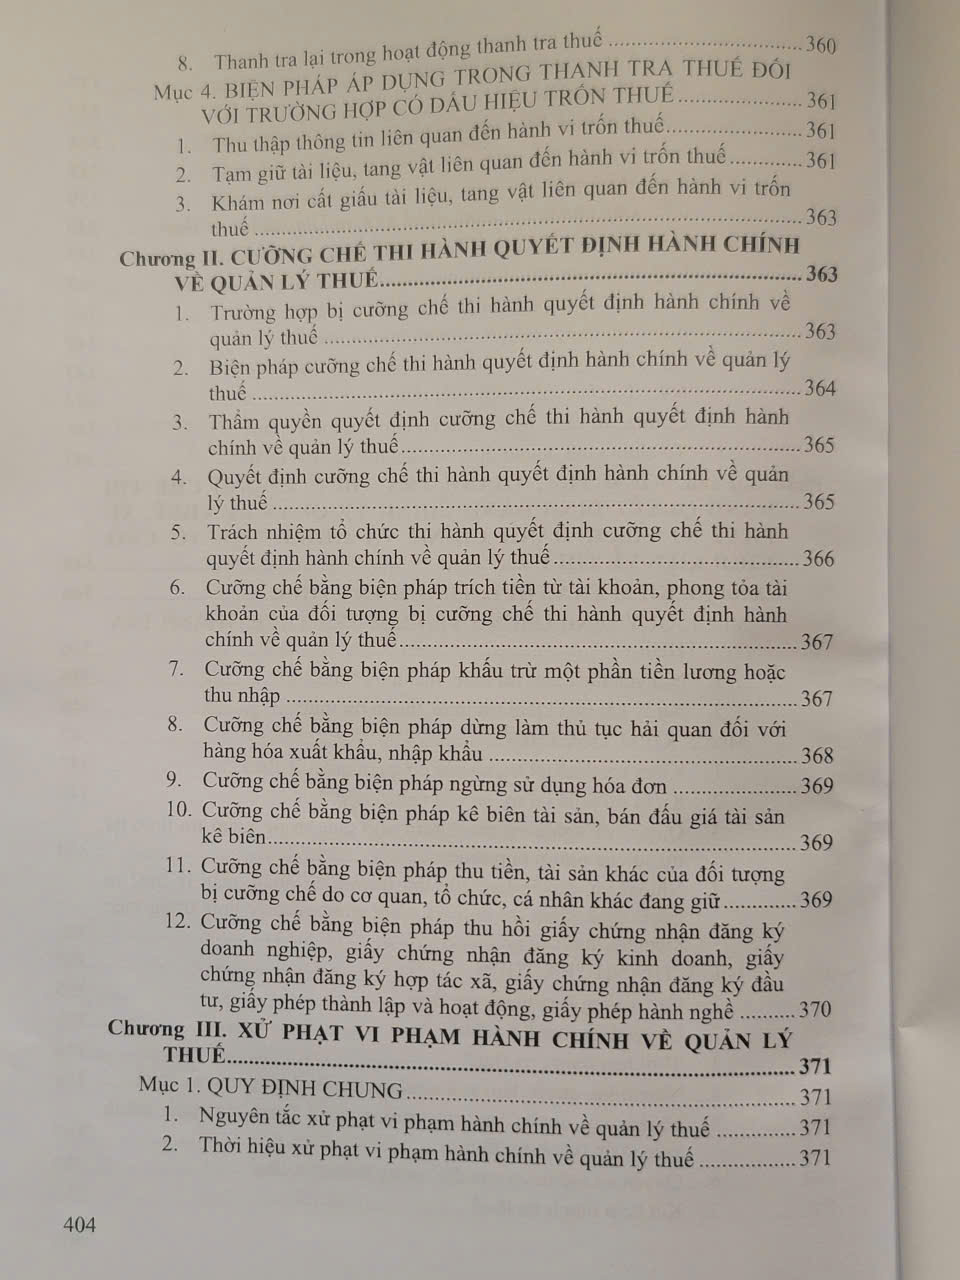 8. Thanh tra lại trong hoạt động thanh tra thuế ........ 360
Mục 4. BIỆN PHÁP ÁP DỤNG TRONG THANH TRA THUẾ ĐỐI
VỚI TRƯỜNG HỢP CÓ DẤU HIỆU TRỐN THUẾ ........ 361
1. Thu thập thông tin liên quan đến hành vi trốn thuế ........ 361
2. Tạm giữ tài liệu, tang vật liên quan đến hành vi trốn thuế ........ 361
3. Khám nơi cất giấu tài liệu, tang vật liên quan đến hành vi trốn
thuế ........ 363
Chương II. CƯỠNG CHẾ THI HÀNH QUYẾT ĐỊNH HÀNH CHÍNH
VỀ QUẢN LÝ THUẾ ........ 363
1. Trường hợp bị cưỡng chế thi hành quyết định hành chính về
quản lý thuế ........ 363
2. Biện pháp cưỡng chế thi hành quyết định hành chính về quản lý
thuế ........ 364
3. Thẩm quyền quyết định cưỡng chế thi hành quyết định hành
chính về quản lý thuế ........ 365
4. Quyết định cưỡng chế thi hành quyết định hành chính về quản
lý thuế ........ 365
5. Trách nhiệm tổ chức thi hành quyết định cưỡng chế thi hành
quyết định hành chính về quản lý thuế ........ 366
6. Cưỡng chế bằng biện pháp trích tiền từ tài khoản, phong tỏa tài
khoản của đối tượng bị cưỡng chế thi hành quyết định hành
chính về quản lý thuế ........ 367
7. Cưỡng chế bằng biện pháp khấu trừ một phần tiền lương hoặc
thu nhập ........ 367
8. Cưỡng chế bằng biện pháp dừng làm thủ tục hải quan đối với
hàng hóa xuất khẩu, nhập khẩu ........ 368
9. Cưỡng chế bằng biện pháp ngừng sử dụng hóa đơn ........ 369
10. Cưỡng chế bằng biện pháp kê biên tài sản, bán đấu giá tài sản
kê biên ........ 369
11. Cưỡng chế bằng biện pháp thu tiền, tài sản khác của đối tượng
bị cưỡng chế do cơ quan, tổ chức, cá nhân khác đang giữ ........ 369
12. Cưỡng chế bằng biện pháp thu hồi giấy chứng nhận đăng ký
doanh nghiệp, giấy chứng nhận đăng ký kinh doanh, giấy
chứng nhận đăng ký hợp tác xã, giấy chứng nhận đăng ký đầu
tư, giấy phép thành lập và hoạt động, giấy phép hành nghề ........ 370
Chương III. XỬ PHẠT VI PHẠM HÀNH CHÍNH VỀ QUẢN LÝ
THUẾ ........ 371
Mục 1. QUY ĐỊNH CHUNG ........ 371
1. Nguyên tắc xử phạt vi phạm hành chính về quản lý thuế ........ 371
2. Thời hiệu xử phạt vi phạm hành chính về quản lý thuế ........ 371
404